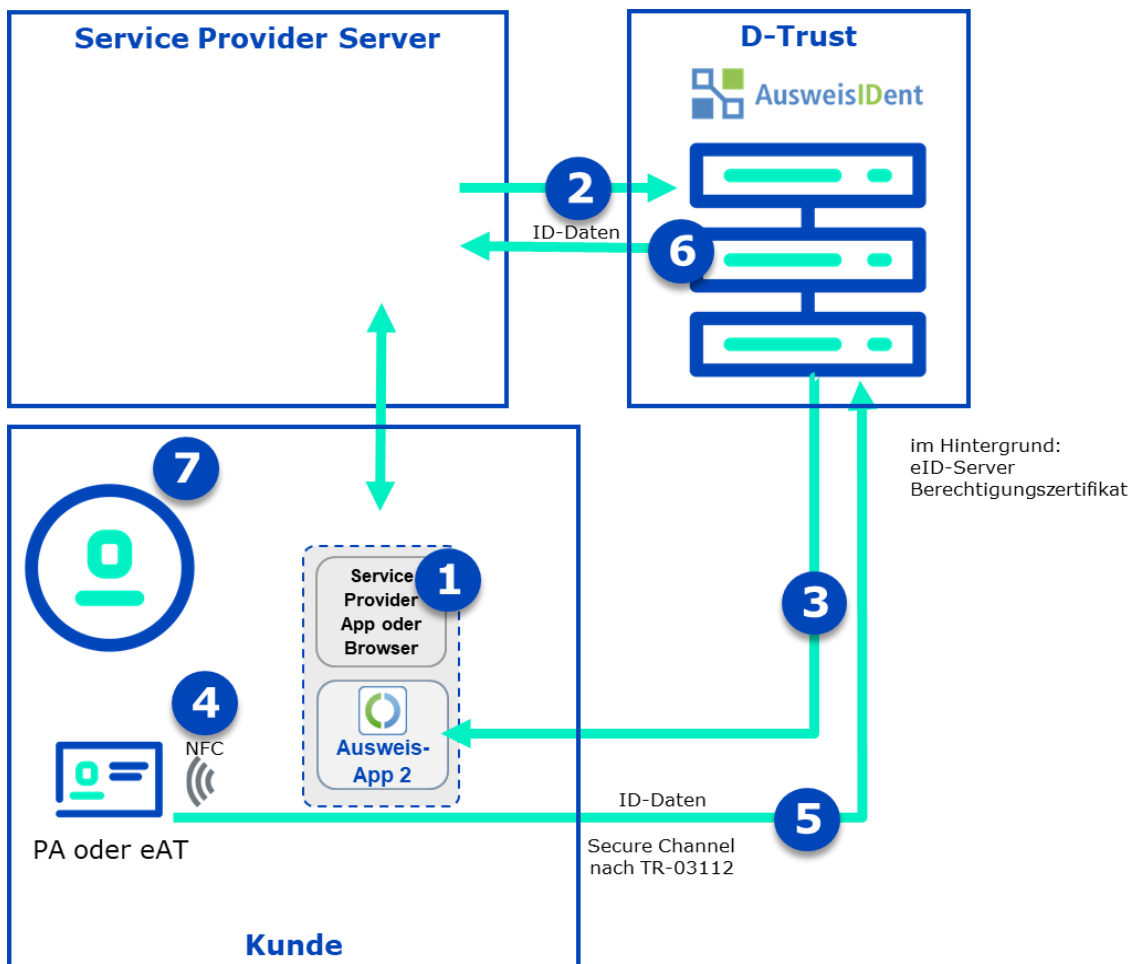 Service Provider Server
D-Trust
AusweisIDent
2
ID-Daten
6
im Hintergrund:
eID-Server
Berechtigungszertifikat
7
1
Service
Provider
App oder
Browser
3
4
NFC
Ausweis-
App 2
PA oder eAT
ID-Daten
5
Secure Channel
nach TR-03112
Kunde